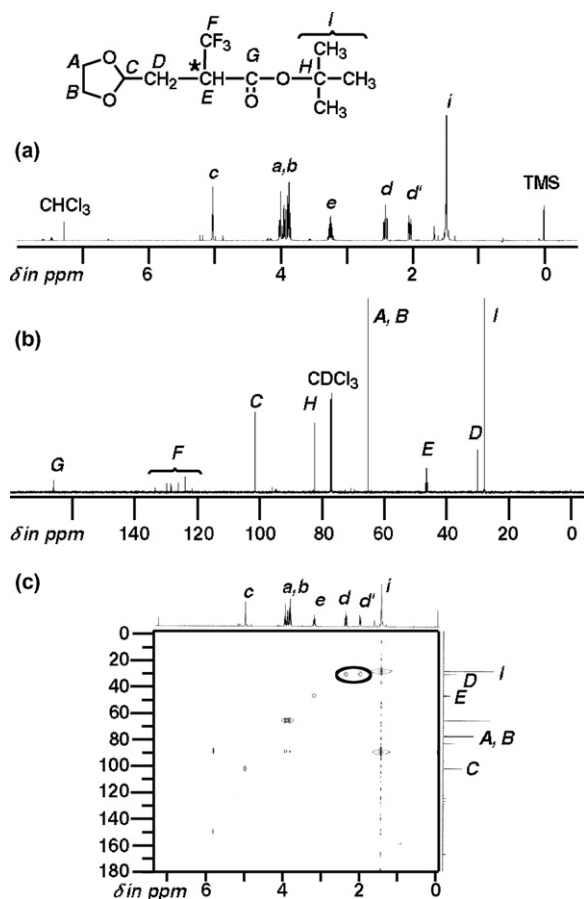 i
F
CF3
A O C D * G CH3
CH2 CH C O H CH3
B O E O CH3
(a)
c a,b i
CHCl3 e d d" TMS
6 4 2 0
δ in ppm
(b)
A, B I
CDCl3
C H
G F E D
160 140 120 100 80 60 40 20 0
δ in ppm
(c)
c a,b e d d" i
0
20 I
40 D
E
60
80 A, B
100 C
120
140
160
180
6 4 2 0
δ in ppm